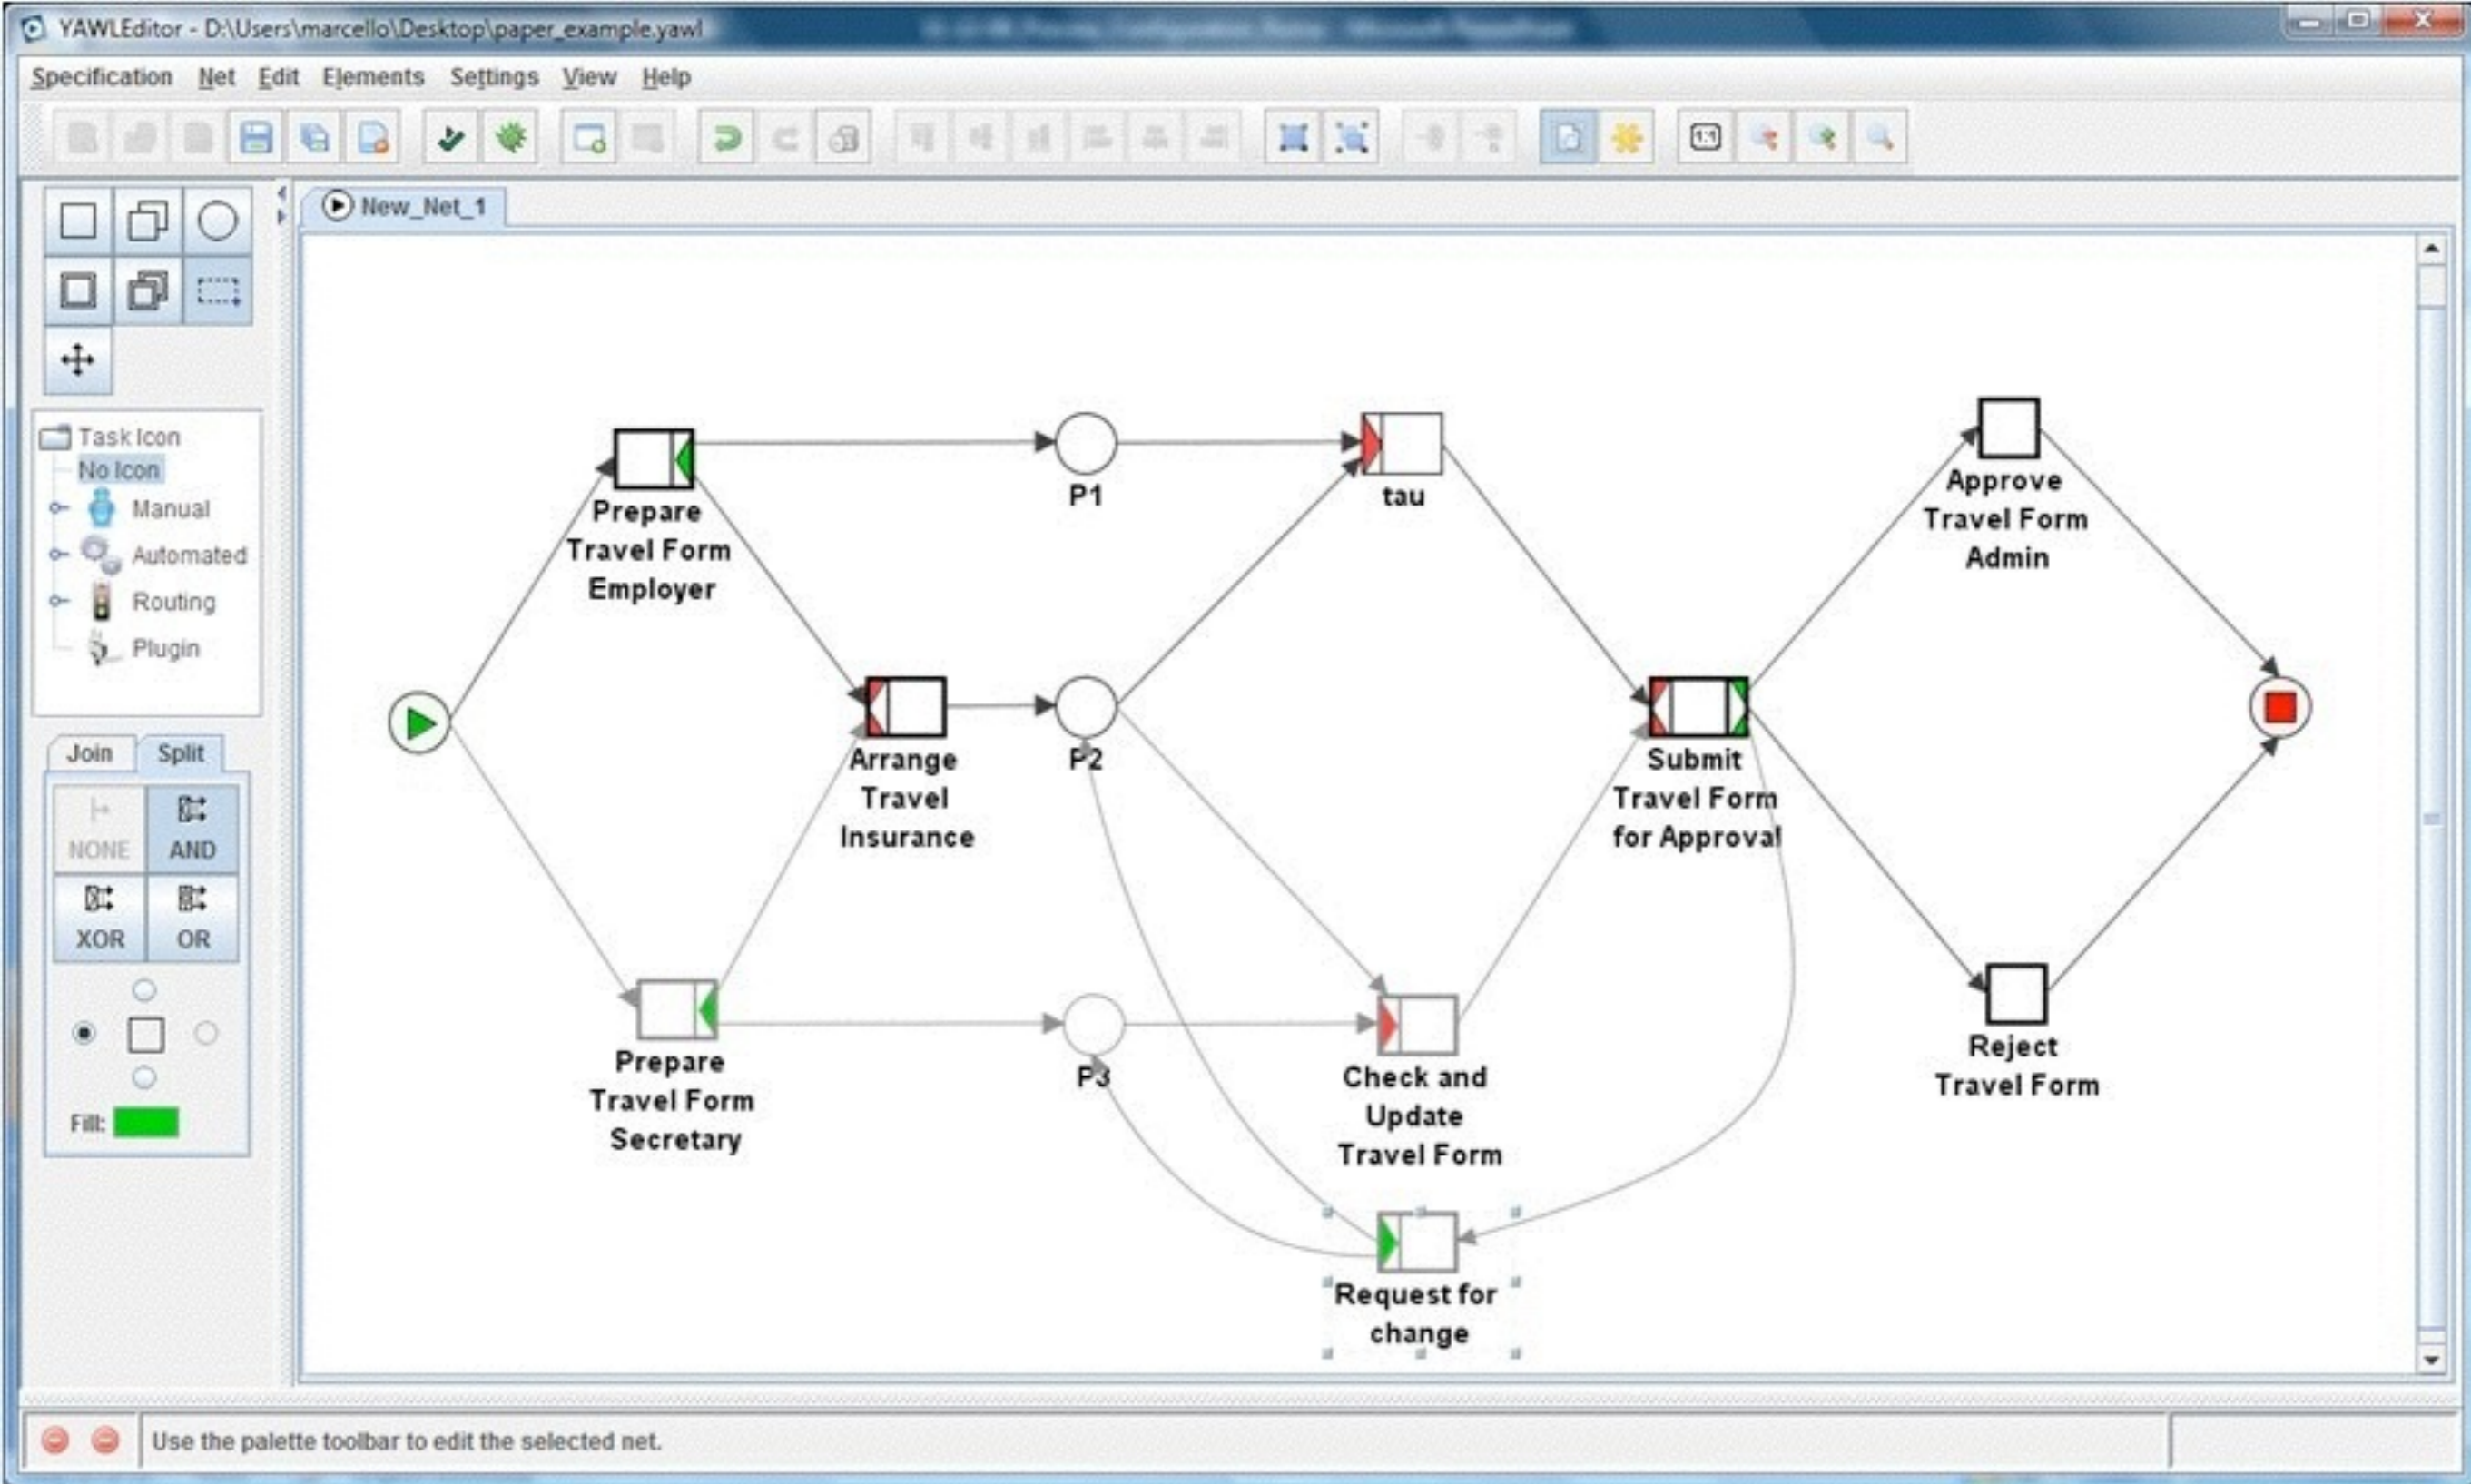 YAWLEditor - D:\Users\marcello\Desktop\paper_example.yawl
Specification Net Edit Elements Settings View Help
1:1
New_Net_1
Task Icon
No Icon
Manual
Automated
Routing
Plugin
Join Split
NONE AND
XOR OR
Fill:
Prepare
Travel Form
Employer
P1
tau
Approve
Travel Form
Admin
Arrange
Travel
Insurance
P2
Submit
Travel Form
for Approval
Prepare
Travel Form
Secretary
P3
Check and
Update
Travel Form
Reject
Travel Form
Request for
change
Use the palette toolbar to edit the selected net.